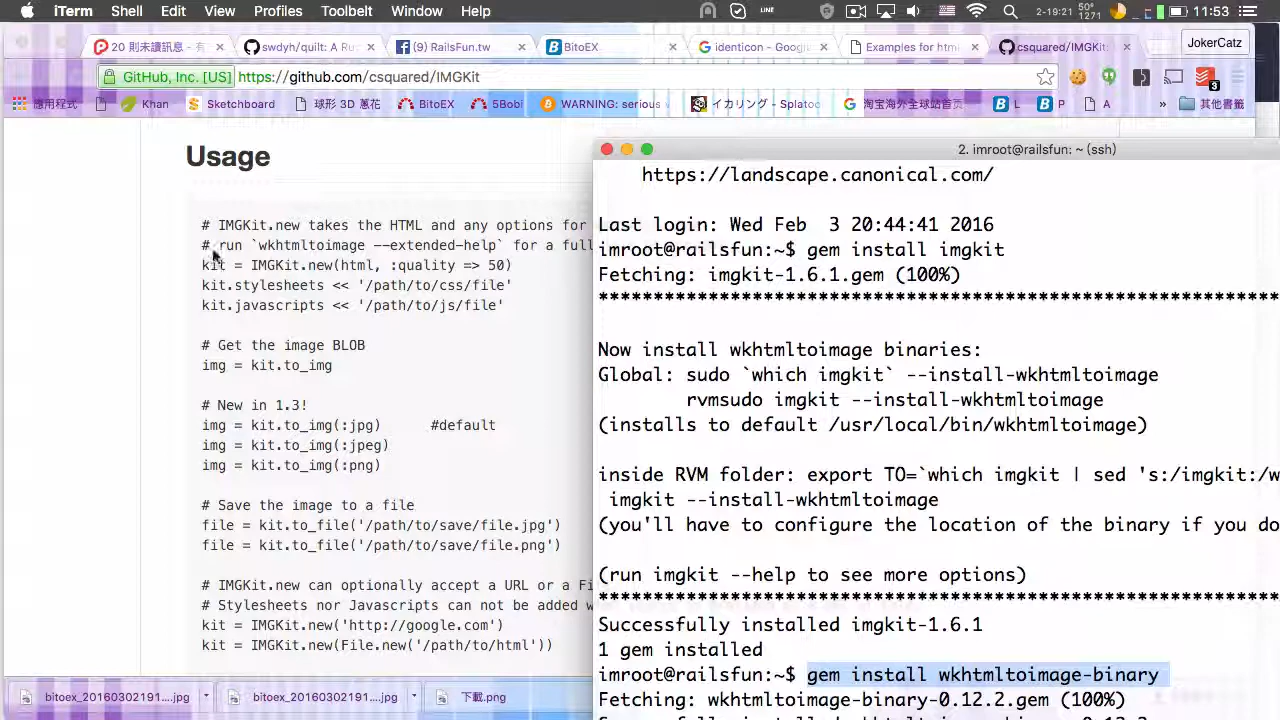 iTerm Shell Edit View Profiles Toolbelt Window Help LINE 2-19:21 50° 1271 11:53
20 則未讀訊息 - 有 swdyh/quilt: A Ru (9) RailsFun.tw BitoEX identicon - Goog Examples for htm csquared/IMGKit: JokerCatz
GitHub, Inc. [US] https://github.com/csquared/IMGKit 3
應用程式 Khan Sketchboard 球形 3D 蔥花 BitoEX 5Bobi WARNING: serious イカリング - Splatoo 淘宝海外全球站首页 L P A » 其他書籤
Usage
# IMGKit.new takes the HTML and any options for
# run `wkhtmltoimage --extended-help` for a full
kit = IMGKit.new(html, :quality => 50)
kit.stylesheets << '/path/to/css/file'
kit.javascripts << '/path/to/js/file'
# Get the image BLOB
img = kit.to_img
# New in 1.3!
img = kit.to_img(:jpg) #default
img = kit.to_img(:jpeg)
img = kit.to_img(:png)
# Save the image to a file
file = kit.to_file('/path/to/save/file.jpg')
file = kit.to_file('/path/to/save/file.png')
# IMGKit.new can optionally accept a URL or a Fi
# Stylesheets nor Javascripts can not be added w
kit = IMGKit.new('http://google.com')
kit = IMGKit.new(File.new('/path/to/html'))
bitoex_20160302191....jpg bitoex_20160302191....jpg 下載.png
2. imroot@railsfun: ~ (ssh)
https://landscape.canonical.com/
Last login: Wed Feb 3 20:44:41 2016
imroot@railsfun:~$ gem install imgkit
Fetching: imgkit-1.6.1.gem (100%)
**************************************************************
Now install wkhtmltoimage binaries:
Global: sudo `which imgkit` --install-wkhtmltoimage
rvmsudo imgkit --install-wkhtmltoimage
(installs to default /usr/local/bin/wkhtmltoimage)
inside RVM folder: export TO=`which imgkit | sed 's:/imgkit:/w
imgkit --install-wkhtmltoimage
(you'll have to configure the location of the binary if you do
(run imgkit --help to see more options)
**************************************************************
Successfully installed imgkit-1.6.1
1 gem installed
imroot@railsfun:~$ gem install wkhtmltoimage-binary
Fetching: wkhtmltoimage-binary-0.12.2.gem (100%)